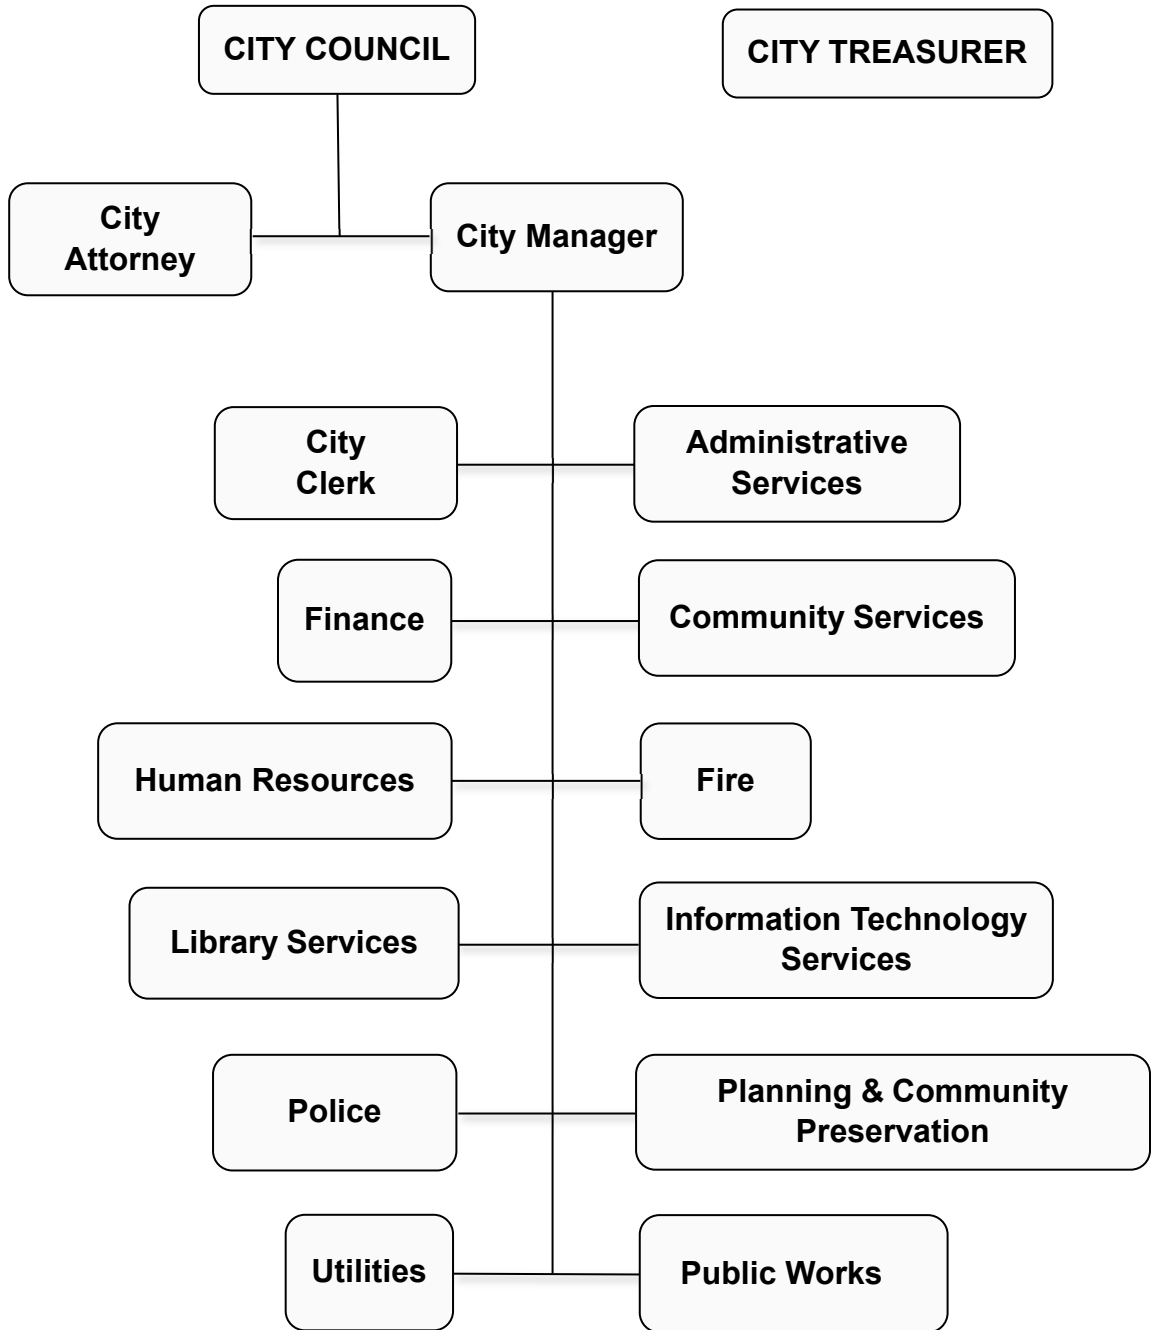 CITY COUNCIL
CITY TREASURER
City
Attorney
City Manager
City
Clerk
Administrative
Services
Finance
Community Services
Human Resources
Fire
Library Services
Information Technology
Services
Police
Planning & Community
Preservation
Utilities
Public Works